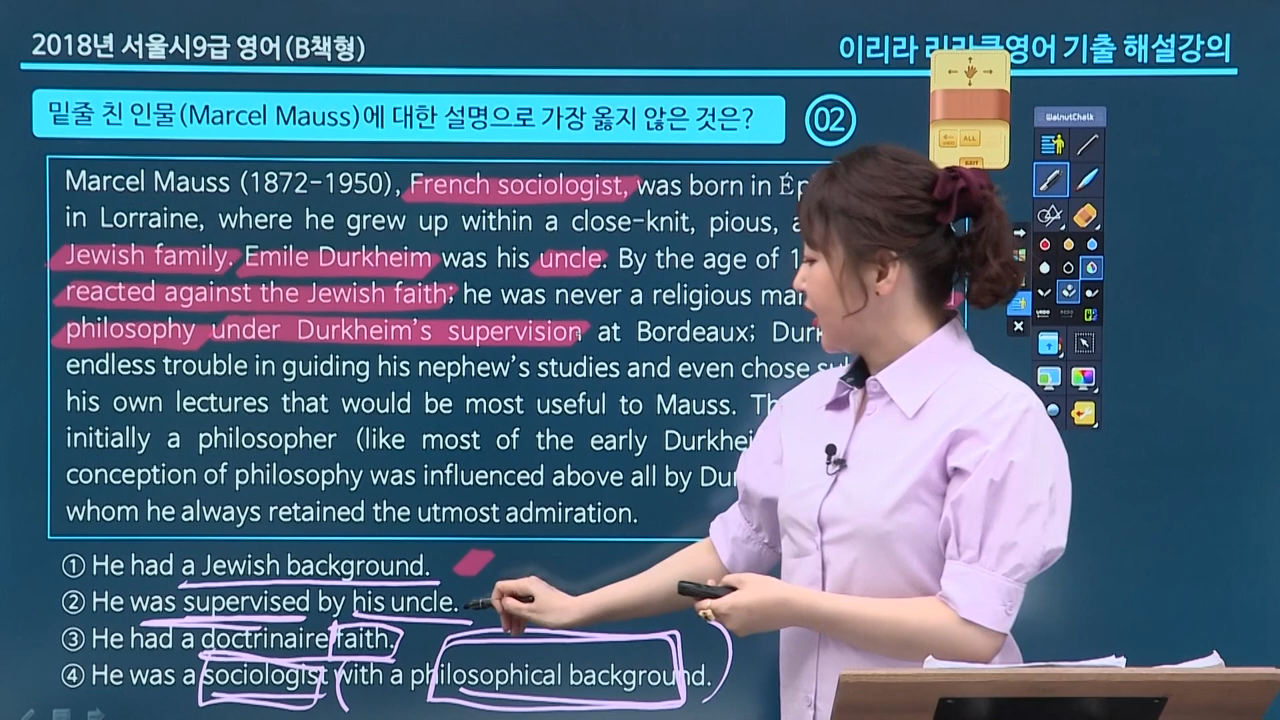 2018년 서울시9급 영어(B책형)
이리라 영어 기출 해설강의
밑줄 친 인물(Marcel Mauss)에 대한 설명으로 가장 옳지 않은 것은?
02
Marcel Mauss (1872-1950), French sociologist, was born in
in Lorraine, where he grew up within a close-knit, pious,
Jewish family. Emile Durkheim was his uncle. By the age of
reacted against the Jewish faith; he was never a religious
philosophy under Durkheim's supervision at Bordeaux;
endless trouble in guiding his nephew's studies and even chose
his own lectures that would be most useful to Mauss.
initially a philosopher (like most of the early
conception of philosophy was influenced above all by
whom he always retained the utmost admiration.
① He had a Jewish background.
② He was supervised by his uncle.
③ He had a doctrinaire faith.
④ He was a sociologist with a philosophical background.
WalnutChalk
ALL
EXIT